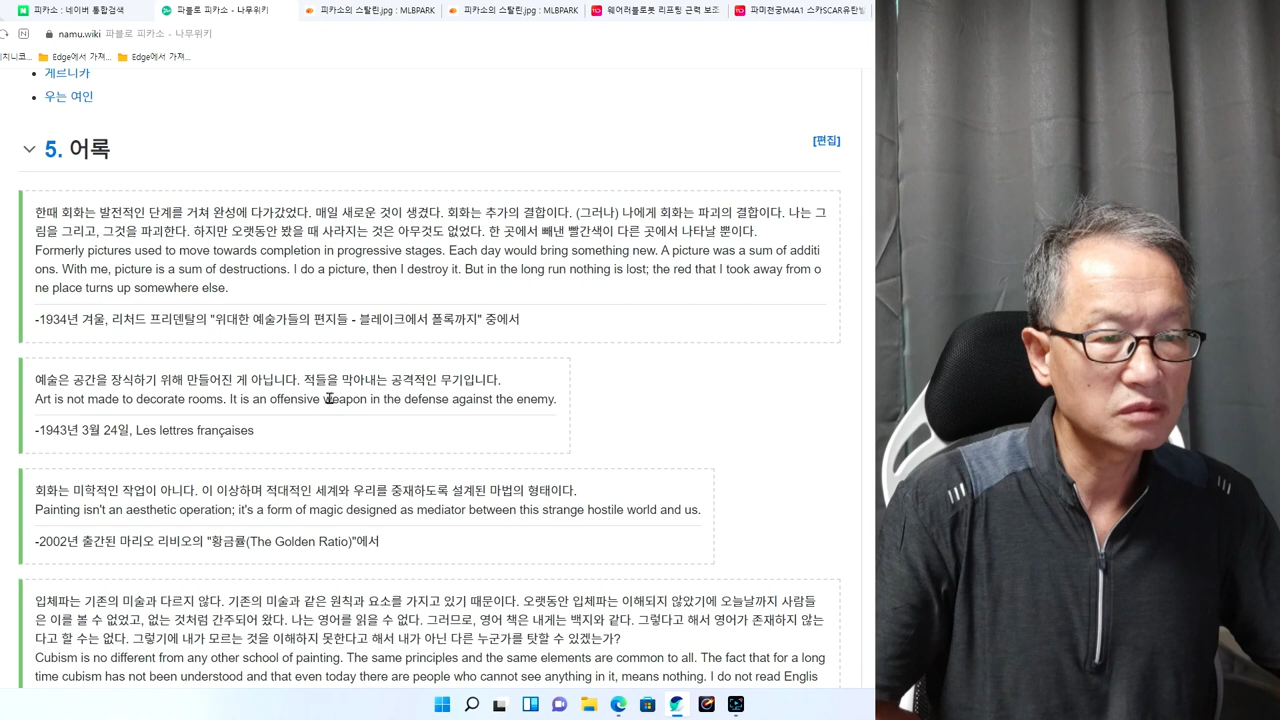 피카소 : 네이버 통합검색
파블로 피카소 - 나무위키
피카소의 스탈린.jpg : MLBPARK
피카소의 스탈린.jpg : MLBPARK
웨어러블로봇 리프팅 근력 보조
파미전궁M4A1 스카SCAR유탄발
namu.wiki 파블로 피카소 - 나무위키
치니코... Edge에서 가져... Edge에서 가져...
게르니카
우는 여인
5. 어록
[편집]
한때 회화는 발전적인 단계를 거쳐 완성에 다가갔었다. 매일 새로운 것이 생겼다. 회화는 추가의 결합이다. (그러나) 나에게 회화는 파괴의 결합이다. 나는 그
림을 그리고, 그것을 파괴한다. 하지만 오랫동안 봤을 때 사라지는 것은 아무것도 없었다. 한 곳에서 빼낸 빨간색이 다른 곳에서 나타날 뿐이다.
Formerly pictures used to move towards completion in progressive stages. Each day would bring something new. A picture was a sum of additi
ons. With me, picture is a sum of destructions. I do a picture, then I destroy it. But in the long run nothing is lost; the red that I took away from o
ne place turns up somewhere else.
-1934년 겨울, 리처드 프리덴탈의 "위대한 예술가들의 편지들 - 블레이크에서 폴록까지" 중에서
예술은 공간을 장식하기 위해 만들어진 게 아닙니다. 적들을 막아내는 공격적인 무기입니다.
Art is not made to decorate rooms. It is an offensive weapon in the defense against the enemy.
-1943년 3월 24일, Les lettres françaises
회화는 미학적인 작업이 아니다. 이 이상하며 적대적인 세계와 우리를 중재하도록 설계된 마법의 형태이다.
Painting isn't an aesthetic operation; it's a form of magic designed as mediator between this strange hostile world and us.
-2002년 출간된 마리오 리비오의 "황금률(The Golden Ratio)"에서
입체파는 기존의 미술과 다르지 않다. 기존의 미술과 같은 원칙과 요소를 가지고 있기 때문이다. 오랫동안 입체파는 이해되지 않았기에 오늘날까지 사람들
은 이를 볼 수 없었고, 없는 것처럼 간주되어 왔다. 나는 영어를 읽을 수 없다. 그러므로, 영어 책은 내게는 백지와 같다. 그렇다고 해서 영어가 존재하지 않는
다고 할 수는 없다. 그렇기에 내가 모르는 것을 이해하지 못한다고 해서 내가 아닌 다른 누군가를 탓할 수 있겠는가?
Cubism is no different from any other school of painting. The same principles and the same elements are common to all. The fact that for a long
time cubism has not been understood and that even today there are people who cannot see anything in it, means nothing. I do not read Englis